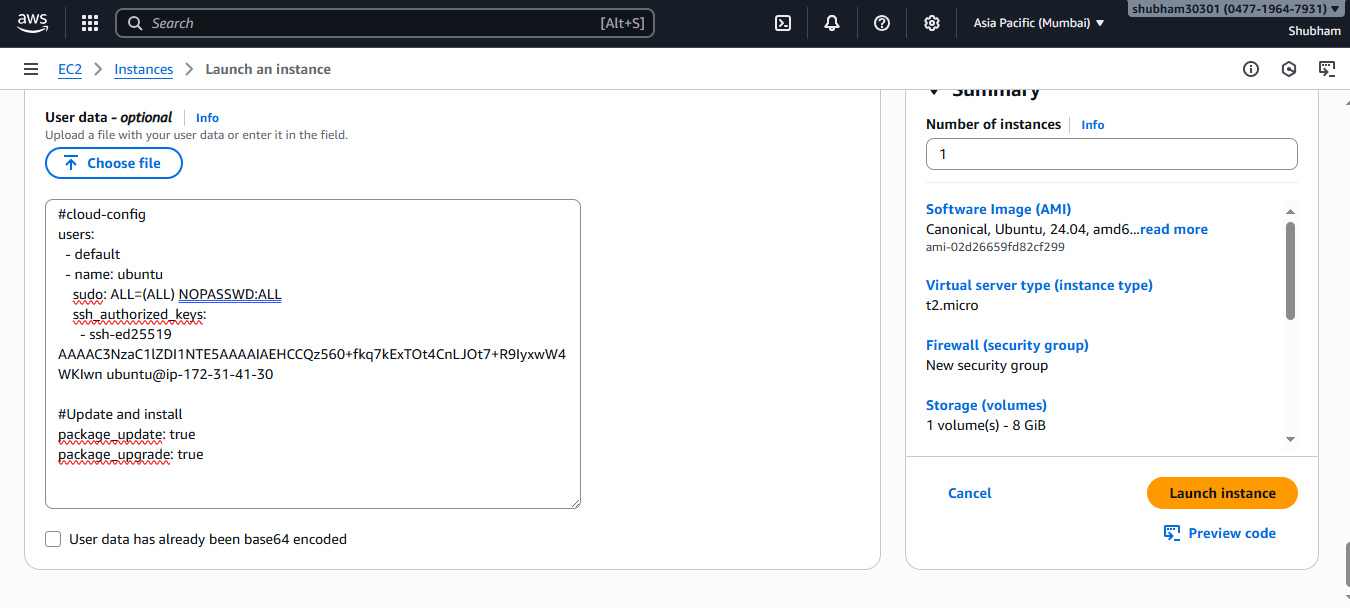 aws
Search [Alt+S]
Asia Pacific (Mumbai)
shubham30301 (0477-1964-7931)
Shubham
EC2 Instances Launch an instance
User data - optional Info
Upload a file with your user data or enter it in the field.
Choose file
#cloud-config
users:
- default
- name: ubuntu
sudo: ALL=(ALL) NOPASSWD:ALL
ssh_authorized_keys:
- ssh-ed25519
AAAAC3NzaC1lZDI1NTE5AAAAIAEHCCQz560+fkq7kExTOt4CnLJOt7+R9IyxwW4
WKIwn ubuntu@ip-172-31-41-30
#Update and install
package_update: true
package_upgrade: true
User data has already been base64 encoded
Summary
Number of instances Info
1
Software Image (AMI)
Canonical, Ubuntu, 24.04, amd6...read more
ami-02d26659fd82cf299
Virtual server type (instance type)
t2.micro
Firewall (security group)
New security group
Storage (volumes)
1 volume(s) - 8 GiB
Cancel
Launch instance
Preview code